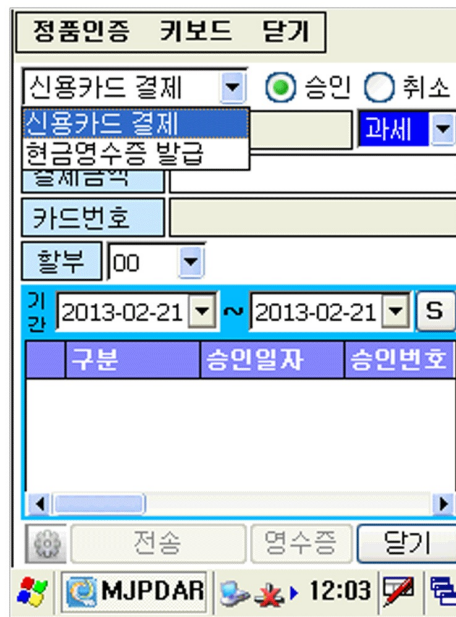 정품인증 키보드 닫기
신용카드 결제 승인 취소
신용카드 결제 과세
현금영수증 발급
결제금액
카드번호
할부 00
기간 2013-02-21 ~ 2013-02-21 S
구분 승인일자 승인번호
전송 영수증 닫기
MJPDAR 12:03